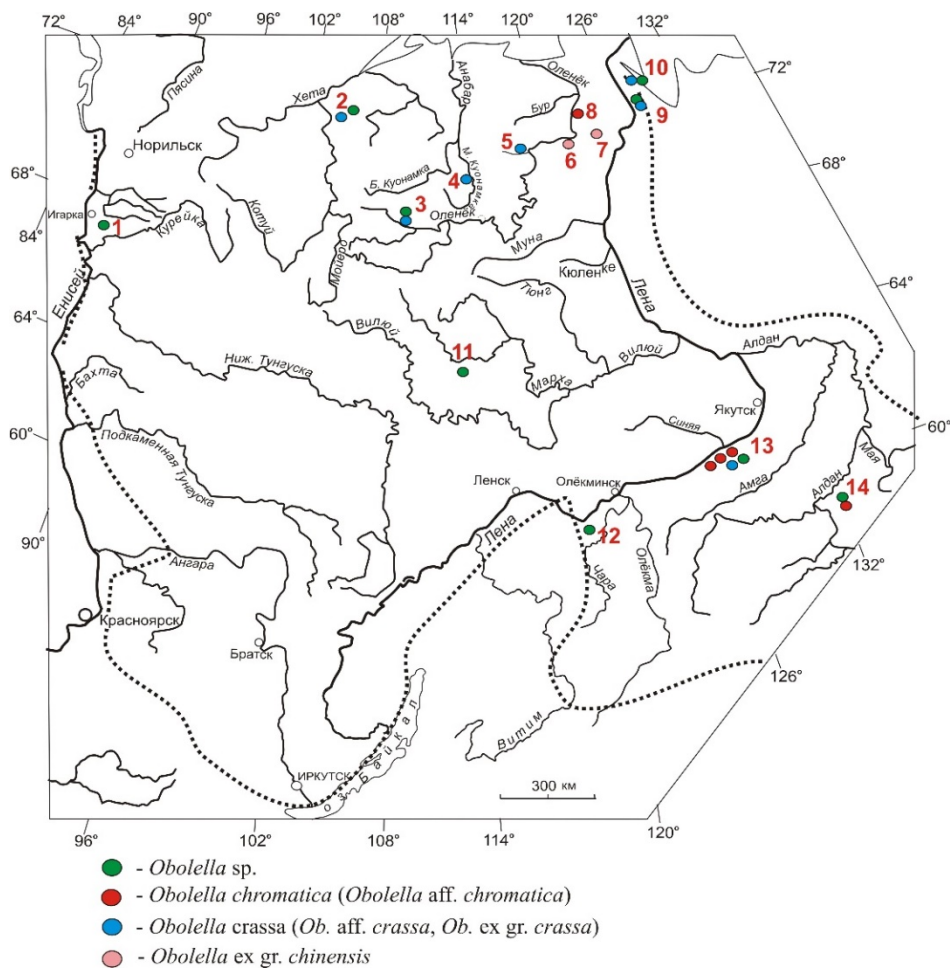 72° 84° 90° 96° 102° 108° 114° 120° 126° 132°
10
72°
Оленёк
Анабар
Пясина
Хета
2
Бур
8
9
Норильск
5
7
6
68°
68°
Б. Куонамка
4
М. Куонамка
Игарка
3
Оленёк
1
Курейка
Котуй
84°
Мойеро
Муна
Кюленке
Тюнг
Лена
64°
Енисей
64°
Вилюй
Алдан
11
Вилюй
Ниж. Тунгуска
Марха
Бахта
Якутск
60°
Синяя
60°
Подкаменная Тунгуска
13
Мая
Ленск
Олёкминск
Амга
Алдан
14
Лена
12
90°
Ангара
Чара
Олёкма
132°
Красноярск
Братск
126°
Витим
ИРКУТСК
оз. Байкал
300 км
96° 102° 108° 114° 120°
- Obolella sp.
- Obolella chromatica (Obolella aff. chromatica)
- Obolella crassa (Ob. aff. crassa, Ob. ex gr. crassa)
- Obolella ex gr. chinensis